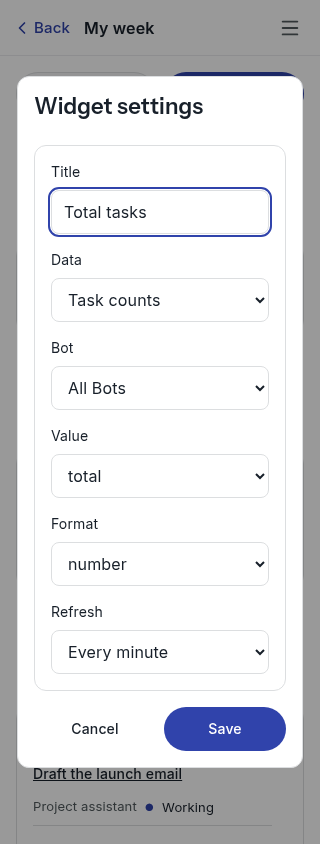 Back My week
Widget settings
Title
Total tasks
Data
Task counts
Bot
All Bots
Value
total
Format
number
Refresh
Every minute
Cancel Save
Draft the launch email
Project assistant Working